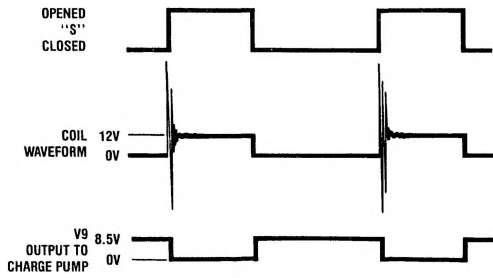 OPENED
"S"
CLOSED
COIL 12V
WAVEFORM 0V
V9 8.5V
OUTPUT TO
CHARGE PUMP 0V